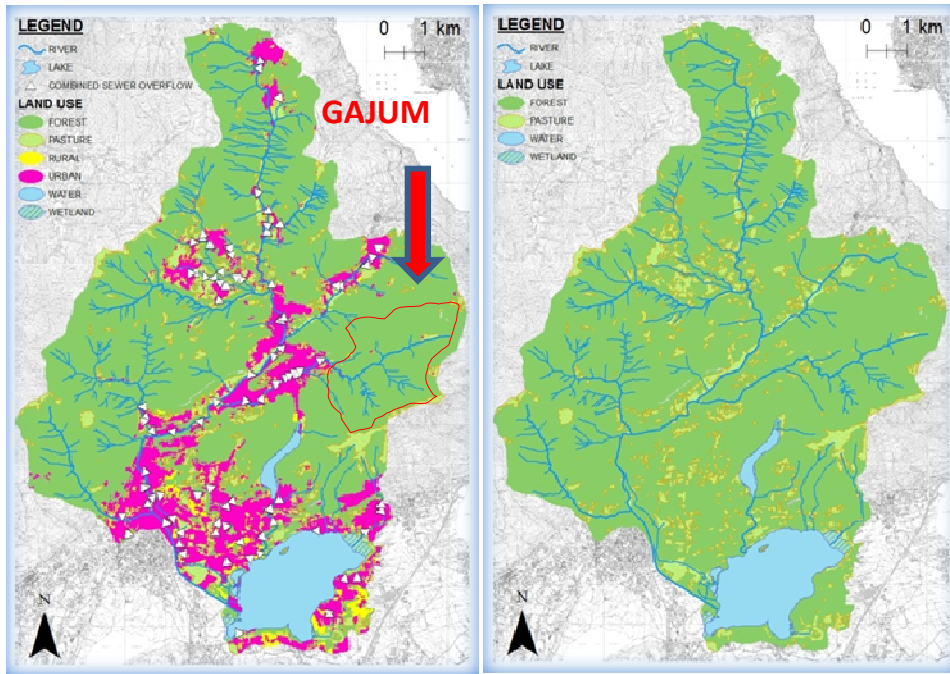 LEGEND
RIVER
LAKE
COMBINED SEWER OVERFLOW
LAND USE
FOREST
PASTURE
RURAL
URBAN
WATER
WETLAND
0 1 km
GAJUM
N
LEGEND
RIVER
LAKE
LAND USE
FOREST
PASTURE
WATER
WETLAND
0 1 km
N